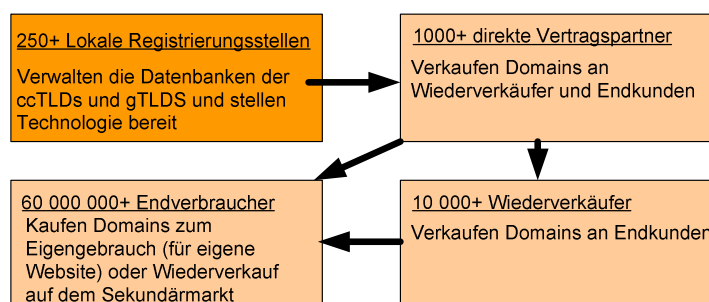 250+ Lokale Registrierungsstellen
Verwalten die Datenbanken der
ccTLDs und gTLDS und stellen
Technologie bereit
1000+ direkte Vertragspartner
Verkaufen Domains an
Wiederverkäufer und Endkunden
60 000 000+ Endverbraucher
Kaufen Domains zum
Eigengebrauch (für eigene
Website) oder Wiederverkauf
auf dem Sekundärmarkt
10 000+ Wiederverkäufer
Verkaufen Domains an Endkunden